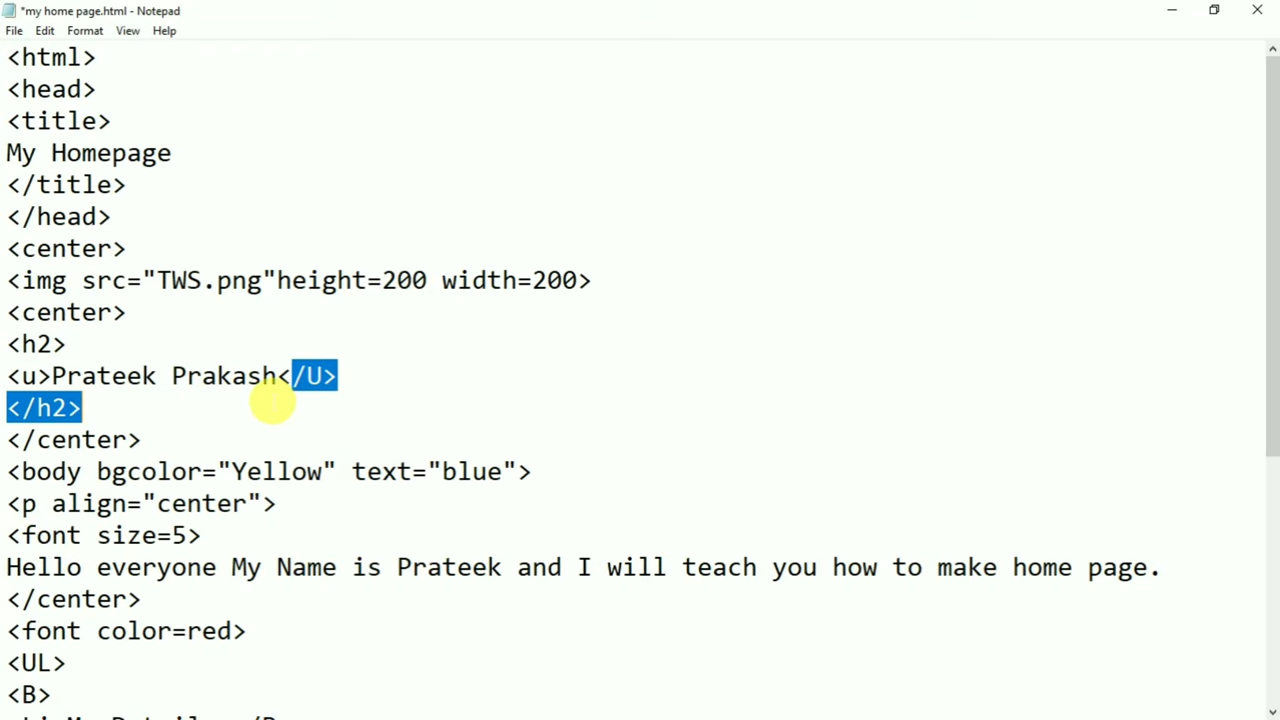 *my home page.html - Notepad
File Edit Format View Help
<html>
<head>
<title>
My Homepage
</title>
</head>
<center>
<img src="TWS.png"height=200 width=200>
<center>
<h2>
<u>Prateek Prakash</U>
</h2>
</center>
<body bgcolor="Yellow" text="blue">
<p align="center">
<font size=5>
Hello everyone My Name is Prateek and I will teach you how to make home page.
</center>
<font color=red>
<UL>
<B>